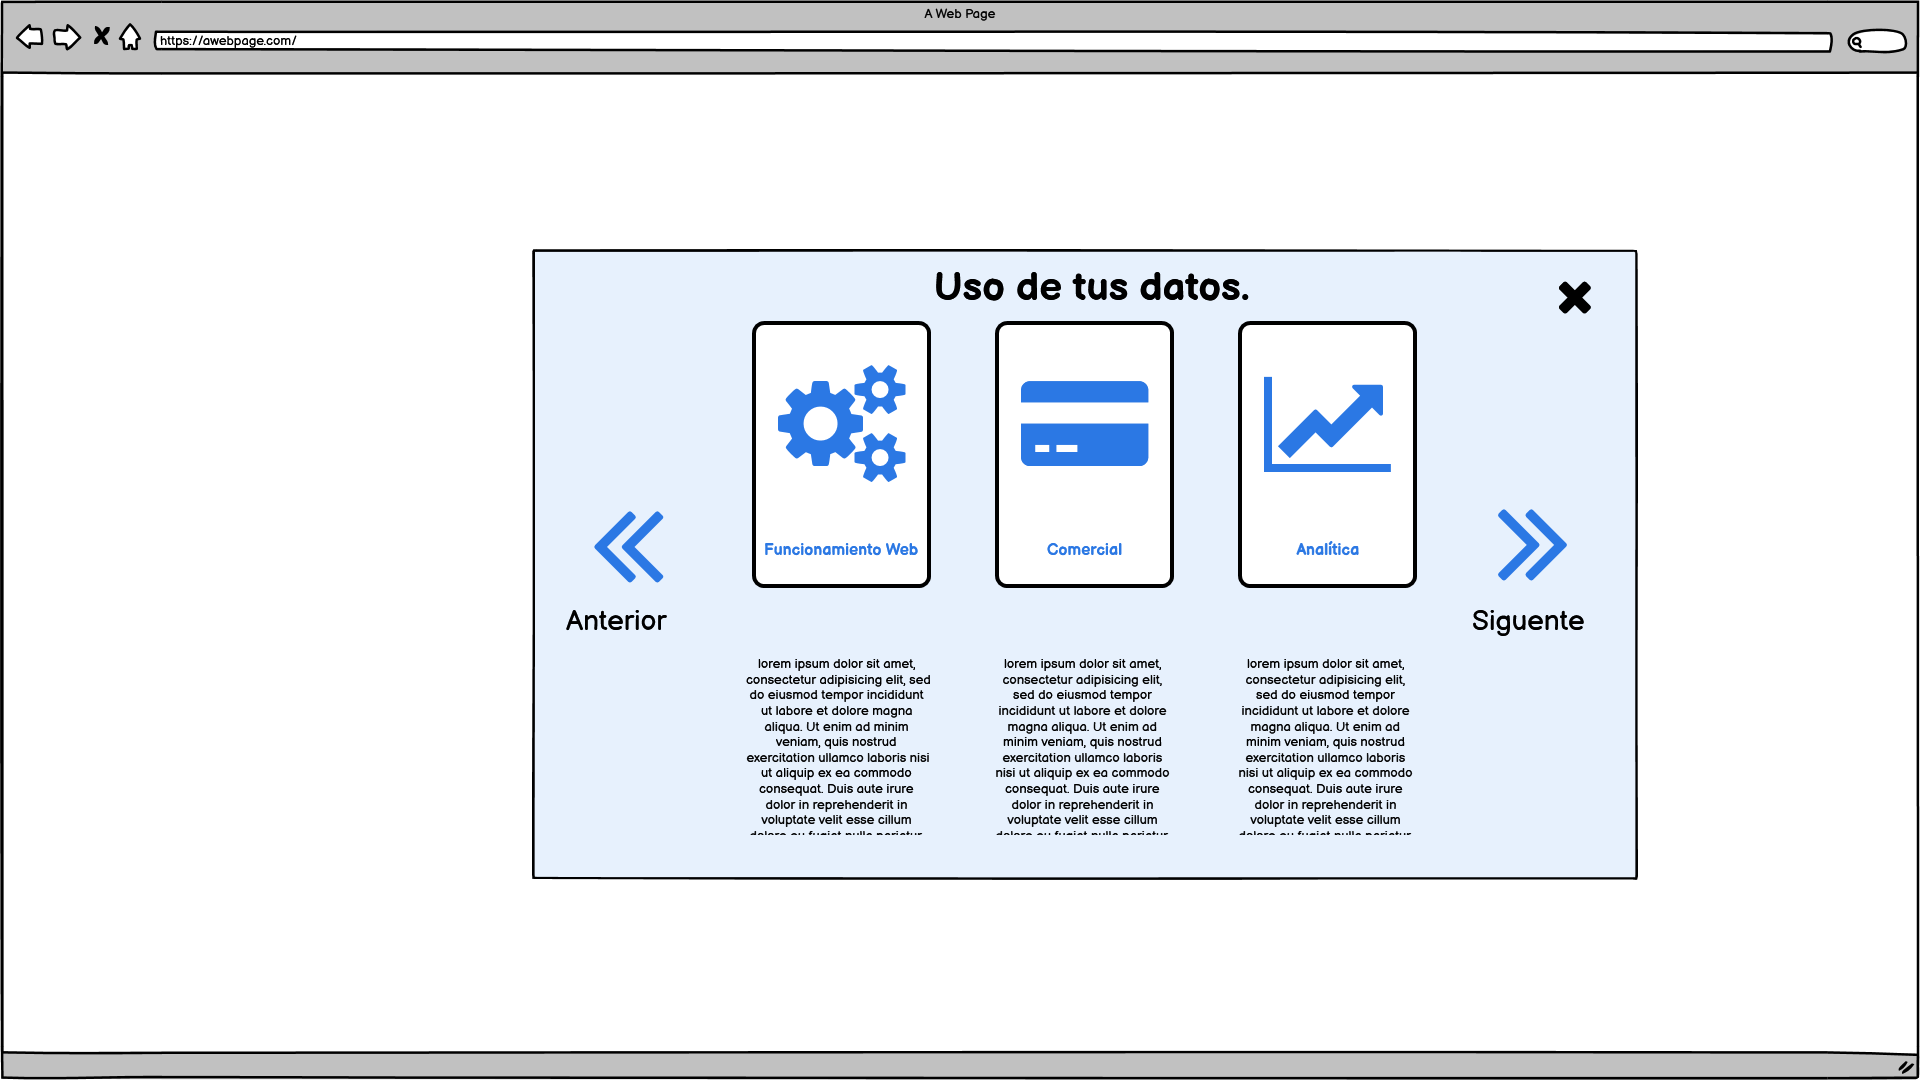 A Web Page
https://awebpage.com/
Uso de tus datos.
Funcionamiento Web
Comercial
Analítica
Anterior
Siguente
lorem ipsum dolor sit amet,
consectetur adipisicing elit, sed
do eiusmod tempor incididunt
ut labore et dolore magna
aliqua. Ut enim ad minim
veniam, quis nostrud
exercitation ullamco laboris nisi
ut aliquip ex ea commodo
consequat. Duis aute irure
dolor in reprehenderit in
voluptate velit esse cillum
lorem ipsum dolor sit amet,
consectetur adipisicing elit,
sed do eiusmod tempor
incididunt ut labore et dolore
magna aliqua. Ut enim ad
minim veniam, quis nostrud
exercitation ullamco laboris
nisi ut aliquip ex ea commodo
consequat. Duis aute irure
dolor in reprehenderit in
voluptate velit esse cillum
lorem ipsum dolor sit amet,
consectetur adipisicing elit,
sed do eiusmod tempor
incididunt ut labore et dolore
magna aliqua. Ut enim ad
minim veniam, quis nostrud
exercitation ullamco laboris
nisi ut aliquip ex ea commodo
consequat. Duis aute irure
dolor in reprehenderit in
voluptate velit esse cillum